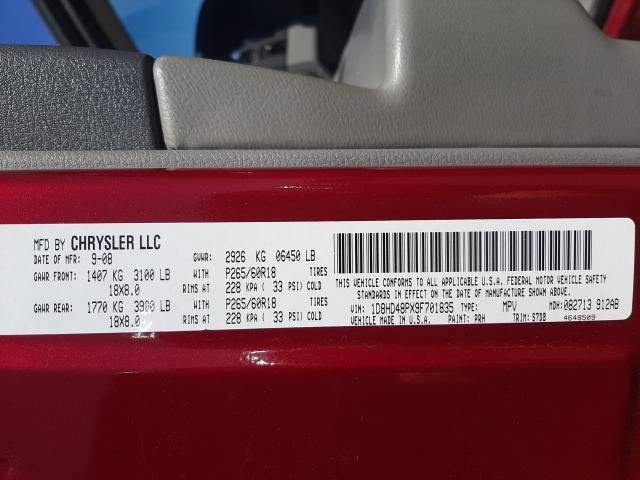 MFD BY CHRYSLER LLC
DATE OF MFR: 9-08 GVWR: 2926 KG 06450 LB
GAWR FRONT: 1407 KG 3100 LB WITH P265/60R18 TIRES
18X8.0 RIMS AT 228 KPA ( 33 PSI) COLD
GAWR REAR: 1770 KG 3900 LB WITH P265/60R18 TIRES
18X8.0 RIMS AT 228 KPA ( 33 PSI) COLD
THIS VEHICLE CONFORMS TO ALL APPLICABLE U.S.A. FEDERAL MOTOR VEHICLE SAFETY
STANDARDS IN EFFECT ON THE DATE OF MANUFACTURE SHOWN ABOVE.
VIN: 1D8HD48PX9F701835 TYPE: MPV MDH: 082713 912AB
VEHICLE MADE IN U.S.A. PAINT: PRH TRIM: S7DB 4648509